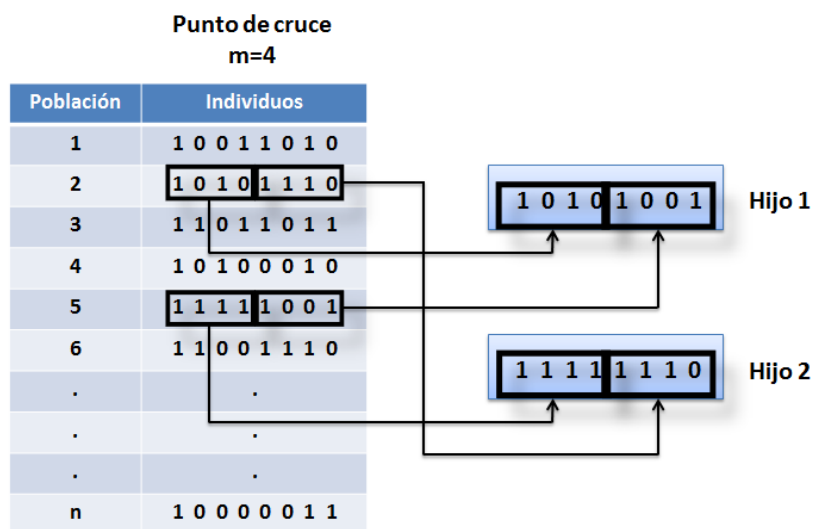 Punto de cruce
m=4
Población Individuos
1 1 0 0 1 1 0 1 0
2 1 0 1 0 1 1 1 0
3 1 1 0 1 1 0 1 1
4 1 0 1 0 0 0 1 0
5 1 1 1 1 1 0 0 1
6 1 1 0 0 1 1 1 0
. .
. .
. .
n 1 0 0 0 0 0 1 1
1 0 1 0 1 0 0 1 Hijo 1
1 1 1 1 1 1 1 0 Hijo 2